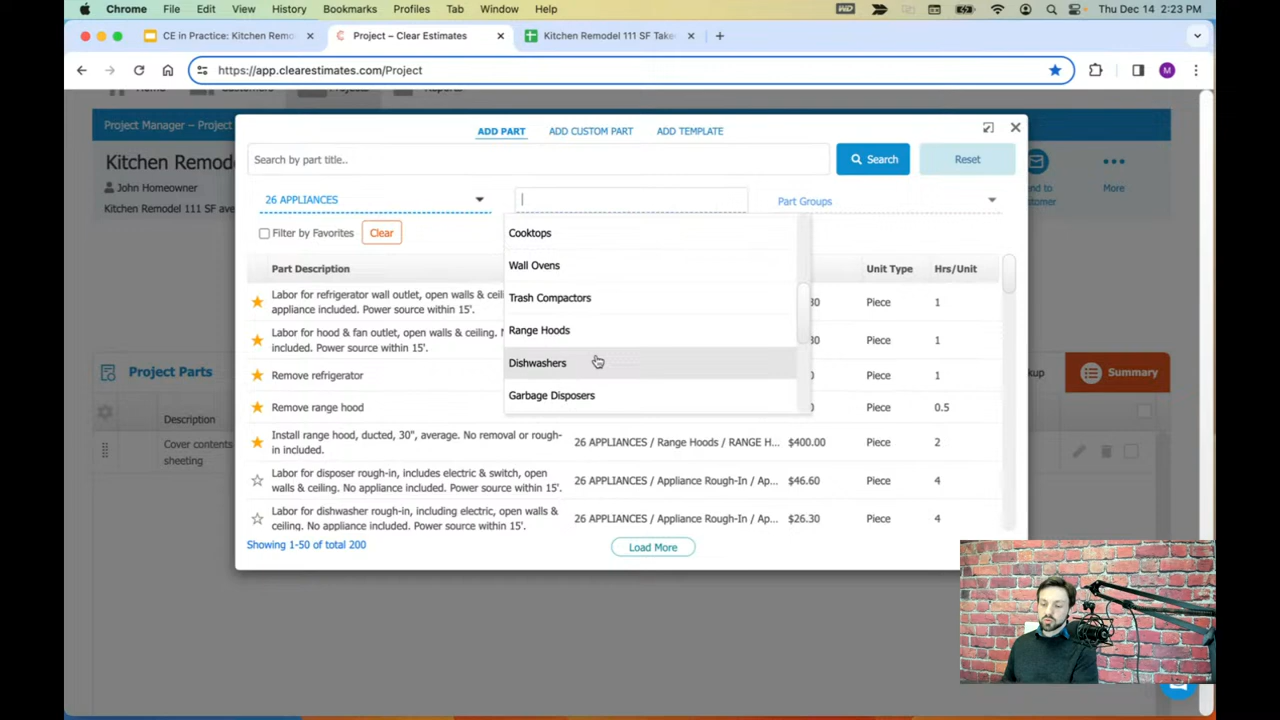 Chrome File Edit View History Bookmarks Profiles Tab Window Help Thu Dec 14 2:23 PM
CE in Practice: Kitchen Remo
Project – Clear Estimates
Kitchen Remodel 111 SF Take
https://app.clearestimates.com/Project
M
Project Manager – Project
Kitchen Remod
John Homeowner
Kitchen Remodel 111 SF ave
More
ADD PART ADD CUSTOM PART ADD TEMPLATE
Search by part title..
Search
Reset
26 APPLIANCES
Part Groups
Filter by Favorites
Clear
Cooktops
Wall Ovens
Trash Compactors
Range Hoods
Dishwashers
Garbage Disposers
Part Description Unit Type Hrs/Unit
Labor for refrigerator wall outlet, open walls & ceil
appliance included. Power source within 15'.
Piece 1
Labor for hood & fan outlet, open walls & ceiling.
included. Power source within 15'.
Piece 1
Remove refrigerator Piece 1
Remove range hood Piece 0.5
Install range hood, ducted, 30", average. No removal or rough-
in included.
26 APPLIANCES / Range Hoods / RANGE H... $400.00 Piece 2
Labor for disposer rough-in, includes electric & switch, open
walls & ceiling. No appliance included. Power source within 15'.
26 APPLIANCES / Appliance Rough-In / Ap... $46.60 Piece 4
Labor for dishwasher rough-in, including electric, open walls &
ceiling. No appliance included. Power source within 15'.
26 APPLIANCES / Appliance Rough-In / Ap... $26.30 Piece 4
Showing 1-50 of total 200
Load More
Project Parts
Summary
Description
Cover contents
sheeting